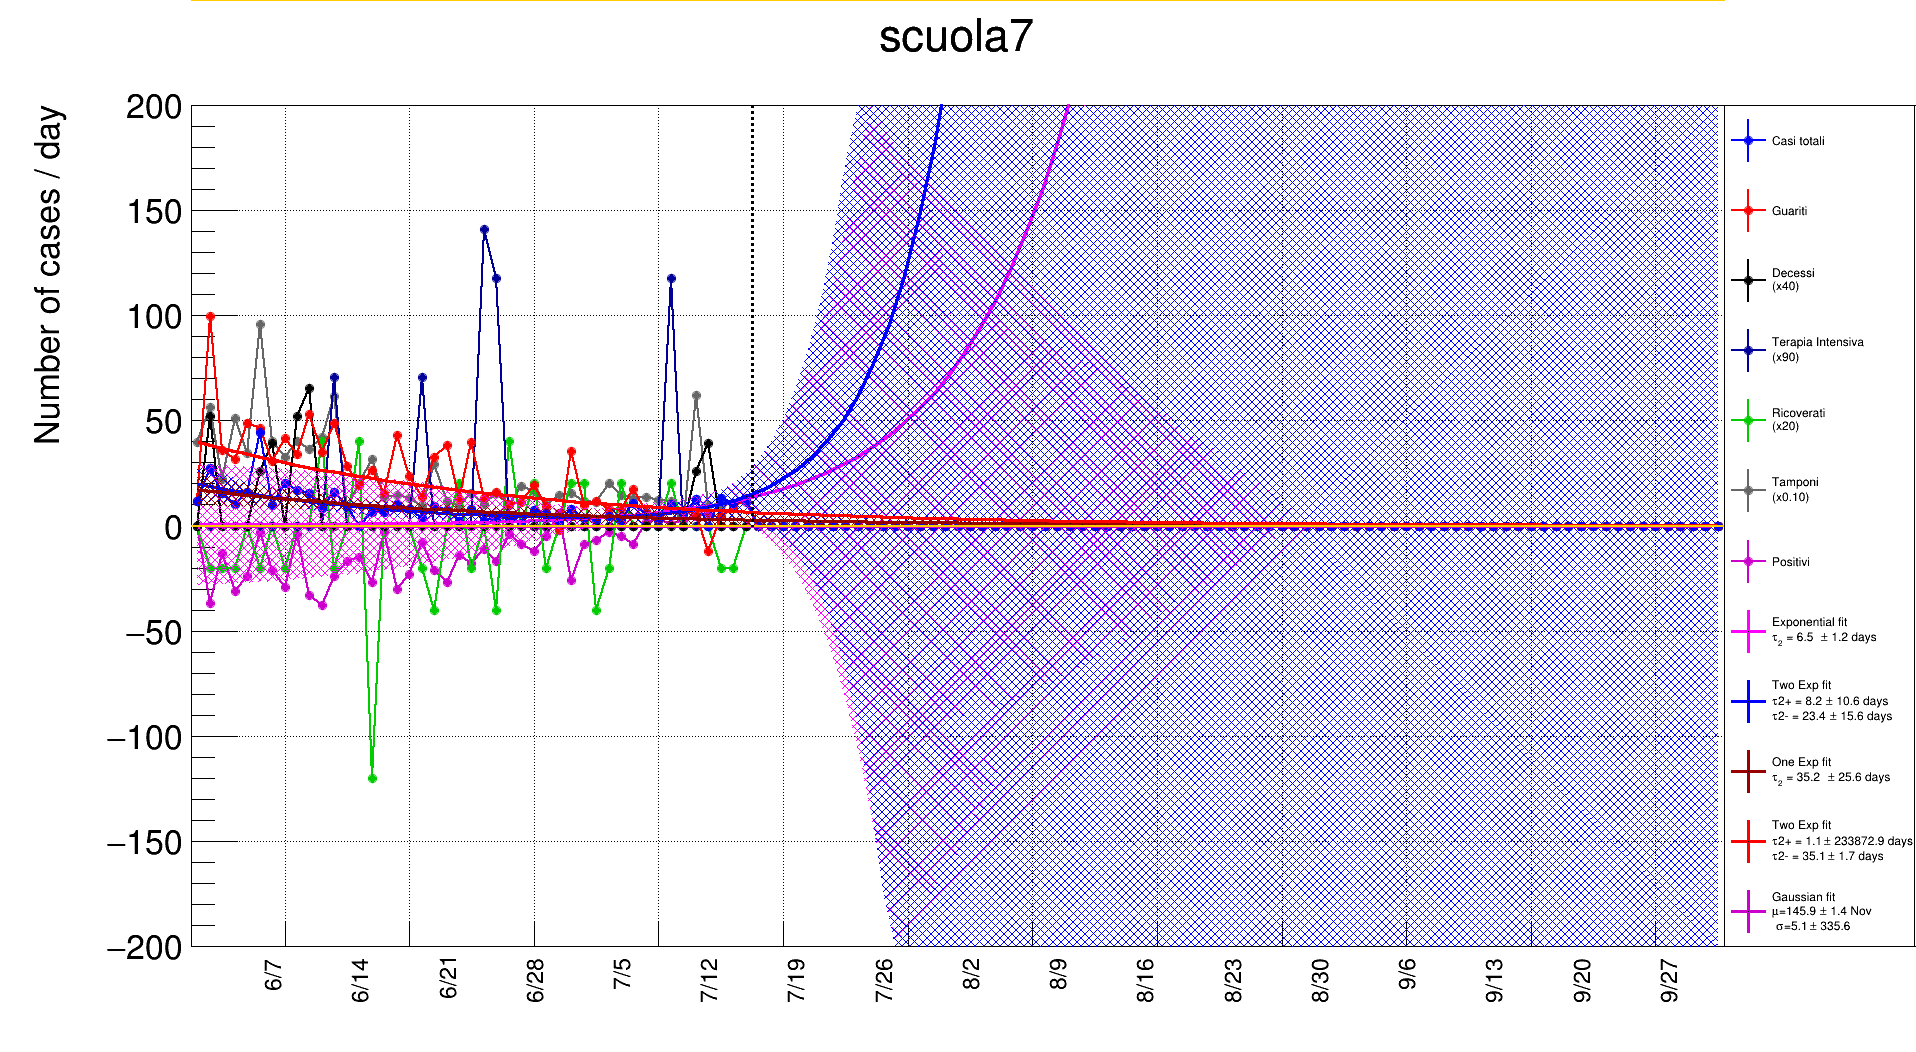 scuola7
Number of cases / day
200
150
100
50
0
−50
−100
−150
−200
6/7
6/14
6/21
6/28
7/5
7/12
7/19
7/26
8/2
8/9
8/16
8/23
8/30
9/6
9/13
9/20
9/27
Casi totali
Guariti
Decessi
(x40)
Terapia Intensiva
(x90)
Ricoverati
(x20)
Tamponi
(x0.10)
Positivi
Exponential fit
τ₂ = 6.5 ± 1.2 days
Two Exp fit
τ2+ = 8.2 ± 10.6 days
τ2- = 23.4 ± 15.6 days
One Exp fit
τ₂ = 35.2 ± 25.6 days
Two Exp fit
τ2+ = 1.1 ± 233872.9 days
τ2- = 35.1 ± 1.7 days
Gaussian fit
μ=145.9 ± 1.4 Nov
σ=5.1 ± 335.6